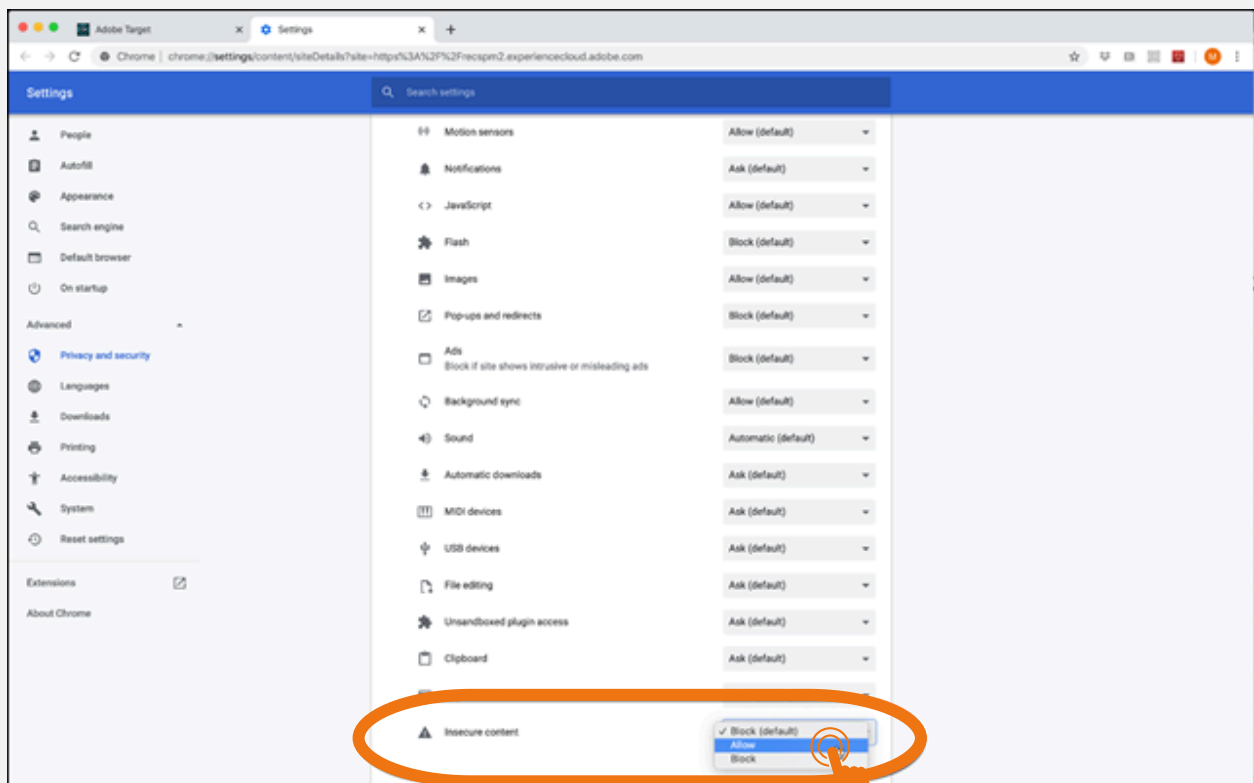 Adobe Target
Settings
Chrome | chrome://settings/content/siteDetails?site=https%3A%2F%2Frecspm2.experiencecloud.adobe.com
M
Settings
Search settings
People
Autofill
Appearance
Search engine
Default browser
On startup
Advanced
Privacy and security
Languages
Downloads
Printing
Accessibility
System
Reset settings
Extensions
About Chrome
Motion sensors Allow (default)
Notifications Ask (default)
JavaScript Allow (default)
Flash Block (default)
Images Allow (default)
Pop-ups and redirects Block (default)
Ads
Block if site shows intrusive or misleading ads Block (default)
Background sync Allow (default)
Sound Automatic (default)
Automatic downloads Ask (default)
MIDI devices Ask (default)
USB devices Ask (default)
File editing Ask (default)
Unsandboxed plugin access Ask (default)
Clipboard Ask (default)
Insecure content Block (default)
Allow
Block